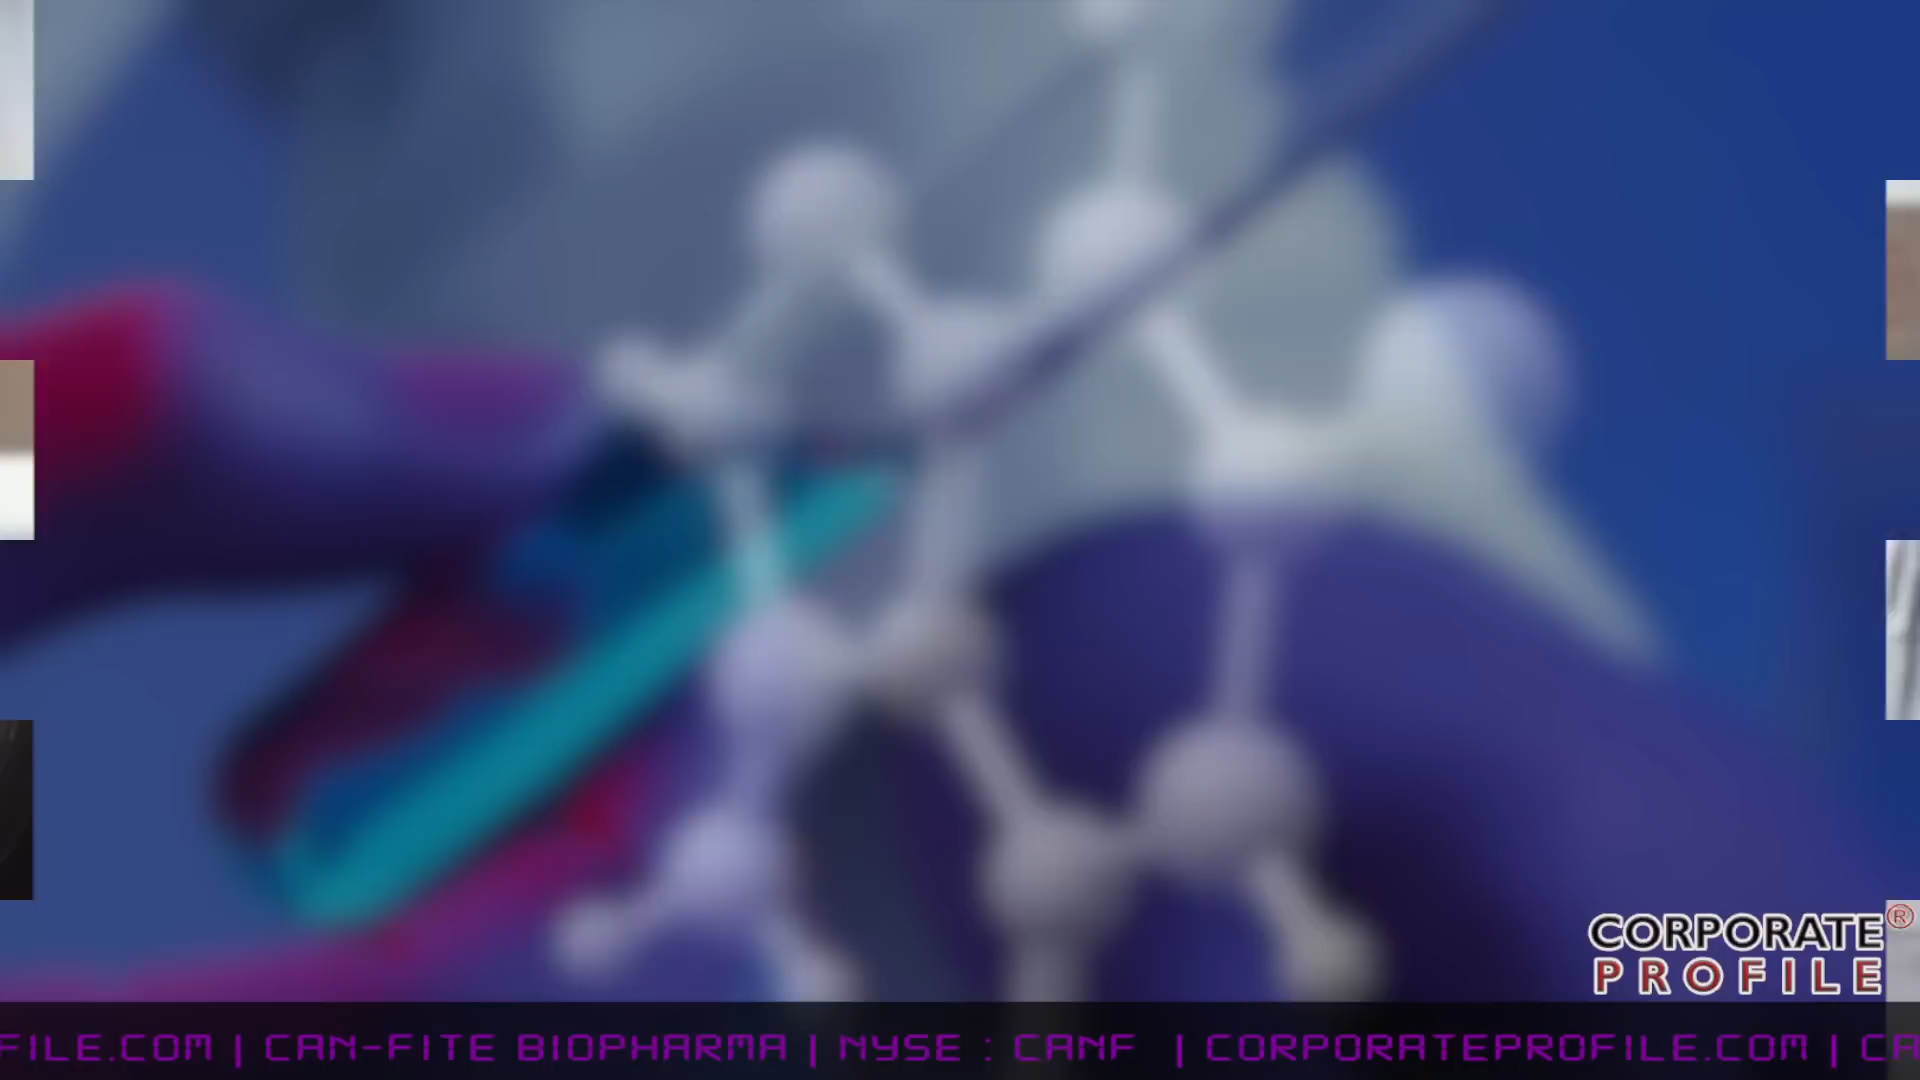 CORPORATE®
PROFILE
FILE.COM | CAN-FITE BIOPHARMA | NYSE : CANF | CORPORATEPROFILE.COM | CA